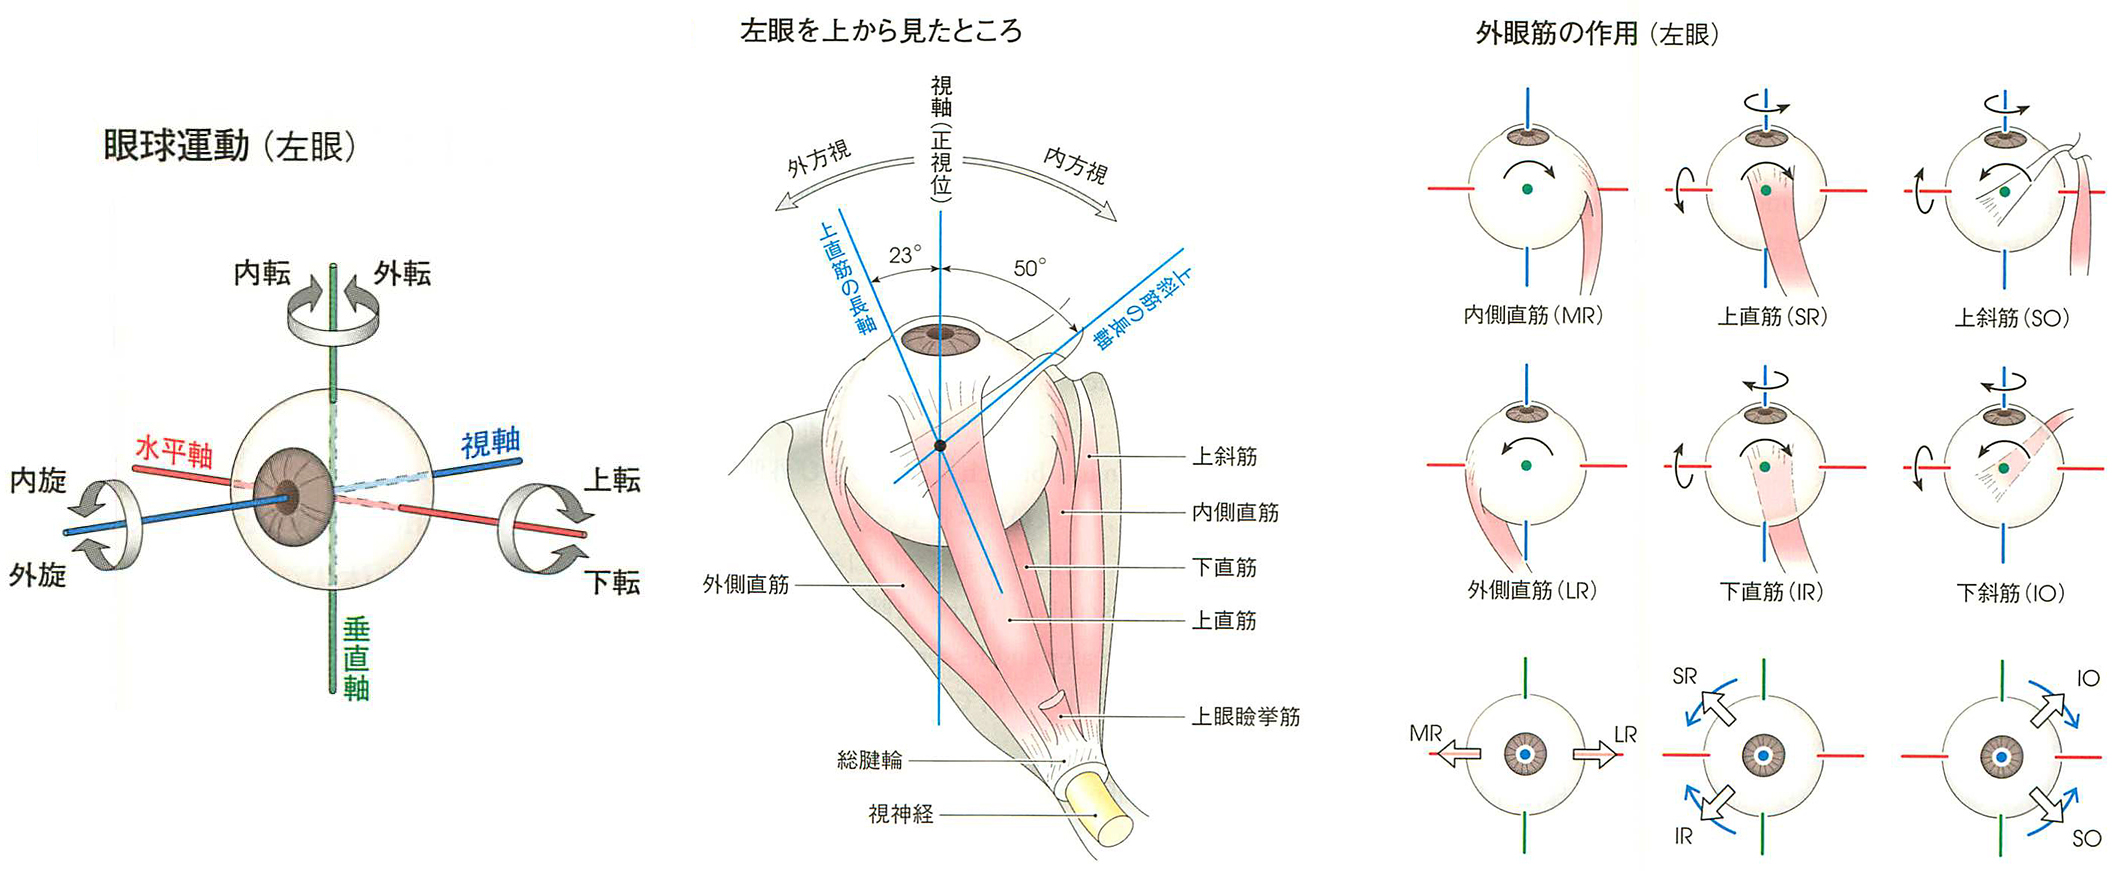 眼球運動（左眼）
内転
外転
水平軸
視軸
内旋
外旋
上転
下転
垂直軸
左眼を上から見たところ
視軸（正視位）
外方視
内方視
上直筋の長軸
23°
50°
上斜筋の長軸
上斜筋
内側直筋
下直筋
外側直筋
上直筋
上眼瞼挙筋
総腱輪
視神経
外眼筋の作用（左眼）
内側直筋（MR）
上直筋（SR）
上斜筋（SO）
外側直筋（LR）
下直筋（IR）
下斜筋（IO）
MR
LR
SR
IR
IO
SO